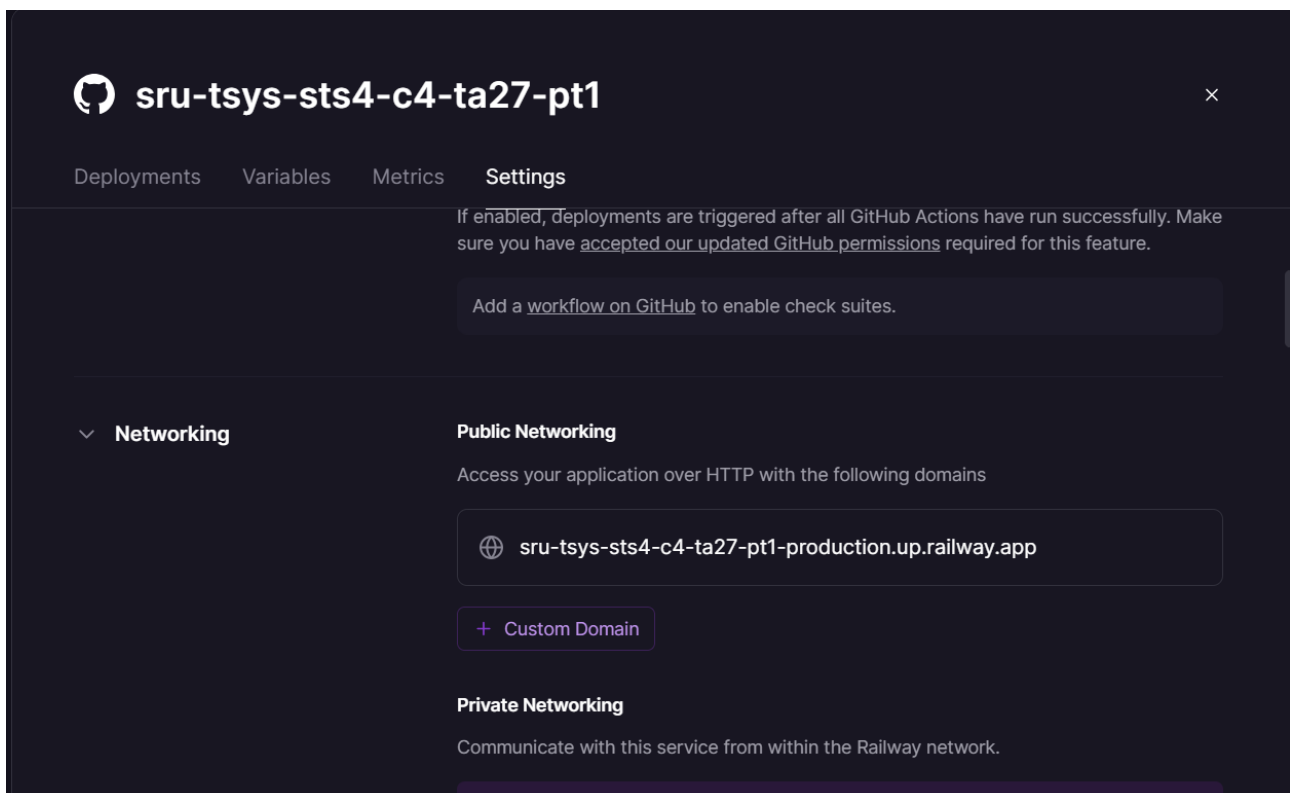 sru-tsys-sts4-c4-ta27-pt1
Deployments Variables Metrics Settings
If enabled, deployments are triggered after all GitHub Actions have run successfully. Make
sure you have accepted our updated GitHub permissions required for this feature.
Add a workflow on GitHub to enable check suites.
Networking
Public Networking
Access your application over HTTP with the following domains
sru-tsys-sts4-c4-ta27-pt1-production.up.railway.app
+ Custom Domain
Private Networking
Communicate with this service from within the Railway network.